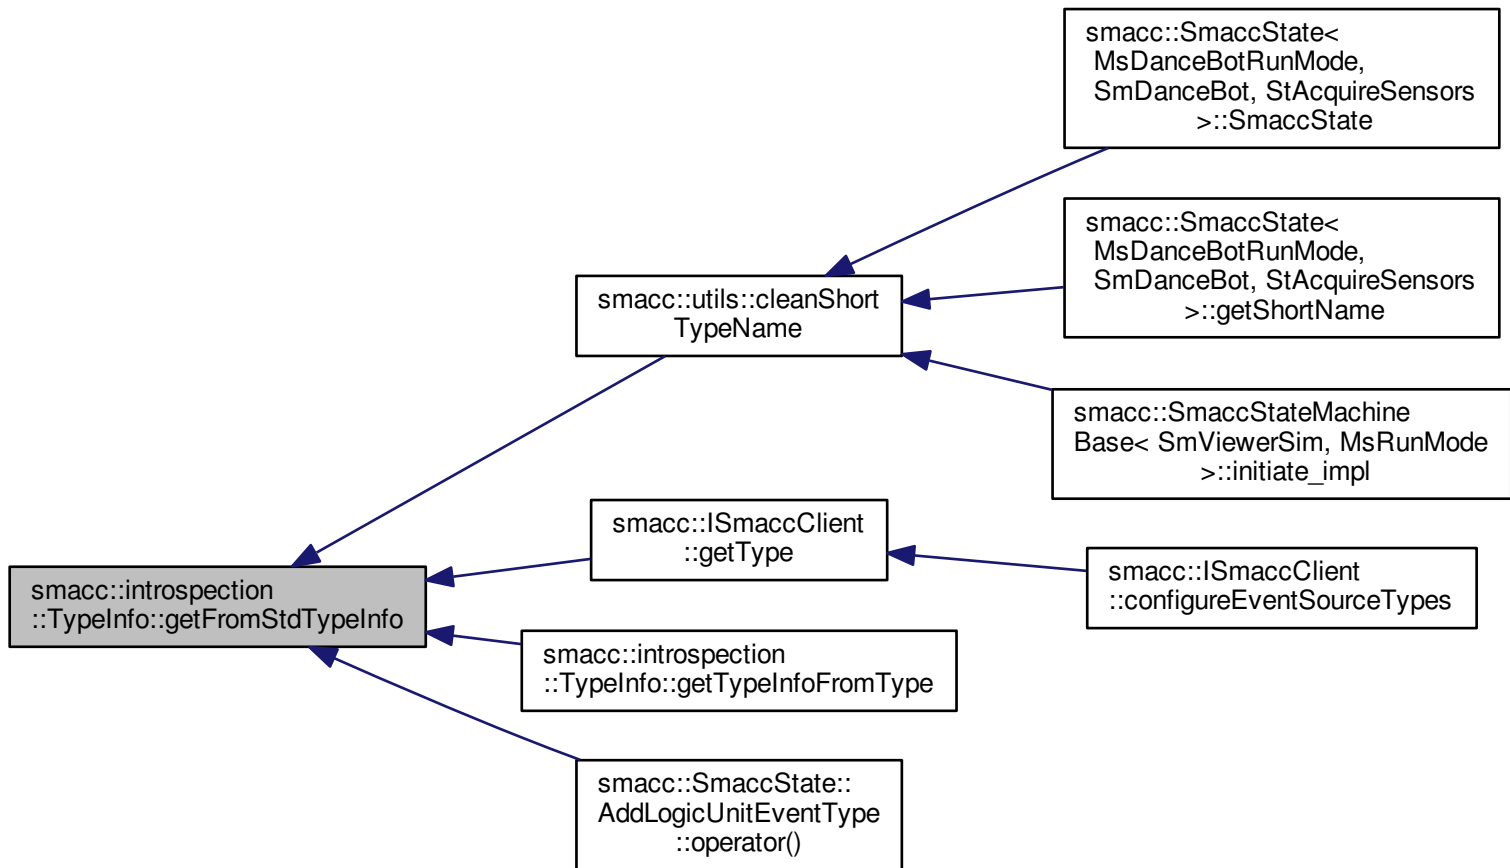 smacc::SmaccState<
MsDanceBotRunMode,
SmDanceBot, StAcquireSensors
>::SmaccState
smacc::SmaccState<
MsDanceBotRunMode,
SmDanceBot, StAcquireSensors
>::getShortName
smacc::utils::cleanShort
TypeName
smacc::SmaccStateMachine
Base< SmViewerSim, MsRunMode
>::initiate_impl
smacc::ISmaccClient
::getType
smacc::ISmaccClient
::configureEventSourceTypes
smacc::introspection
::TypeInfo::getFromStdTypeInfo
smacc::introspection
::TypeInfo::getTypeInfoFromType
smacc::SmaccState::
AddLogicUnitEventType
::operator()